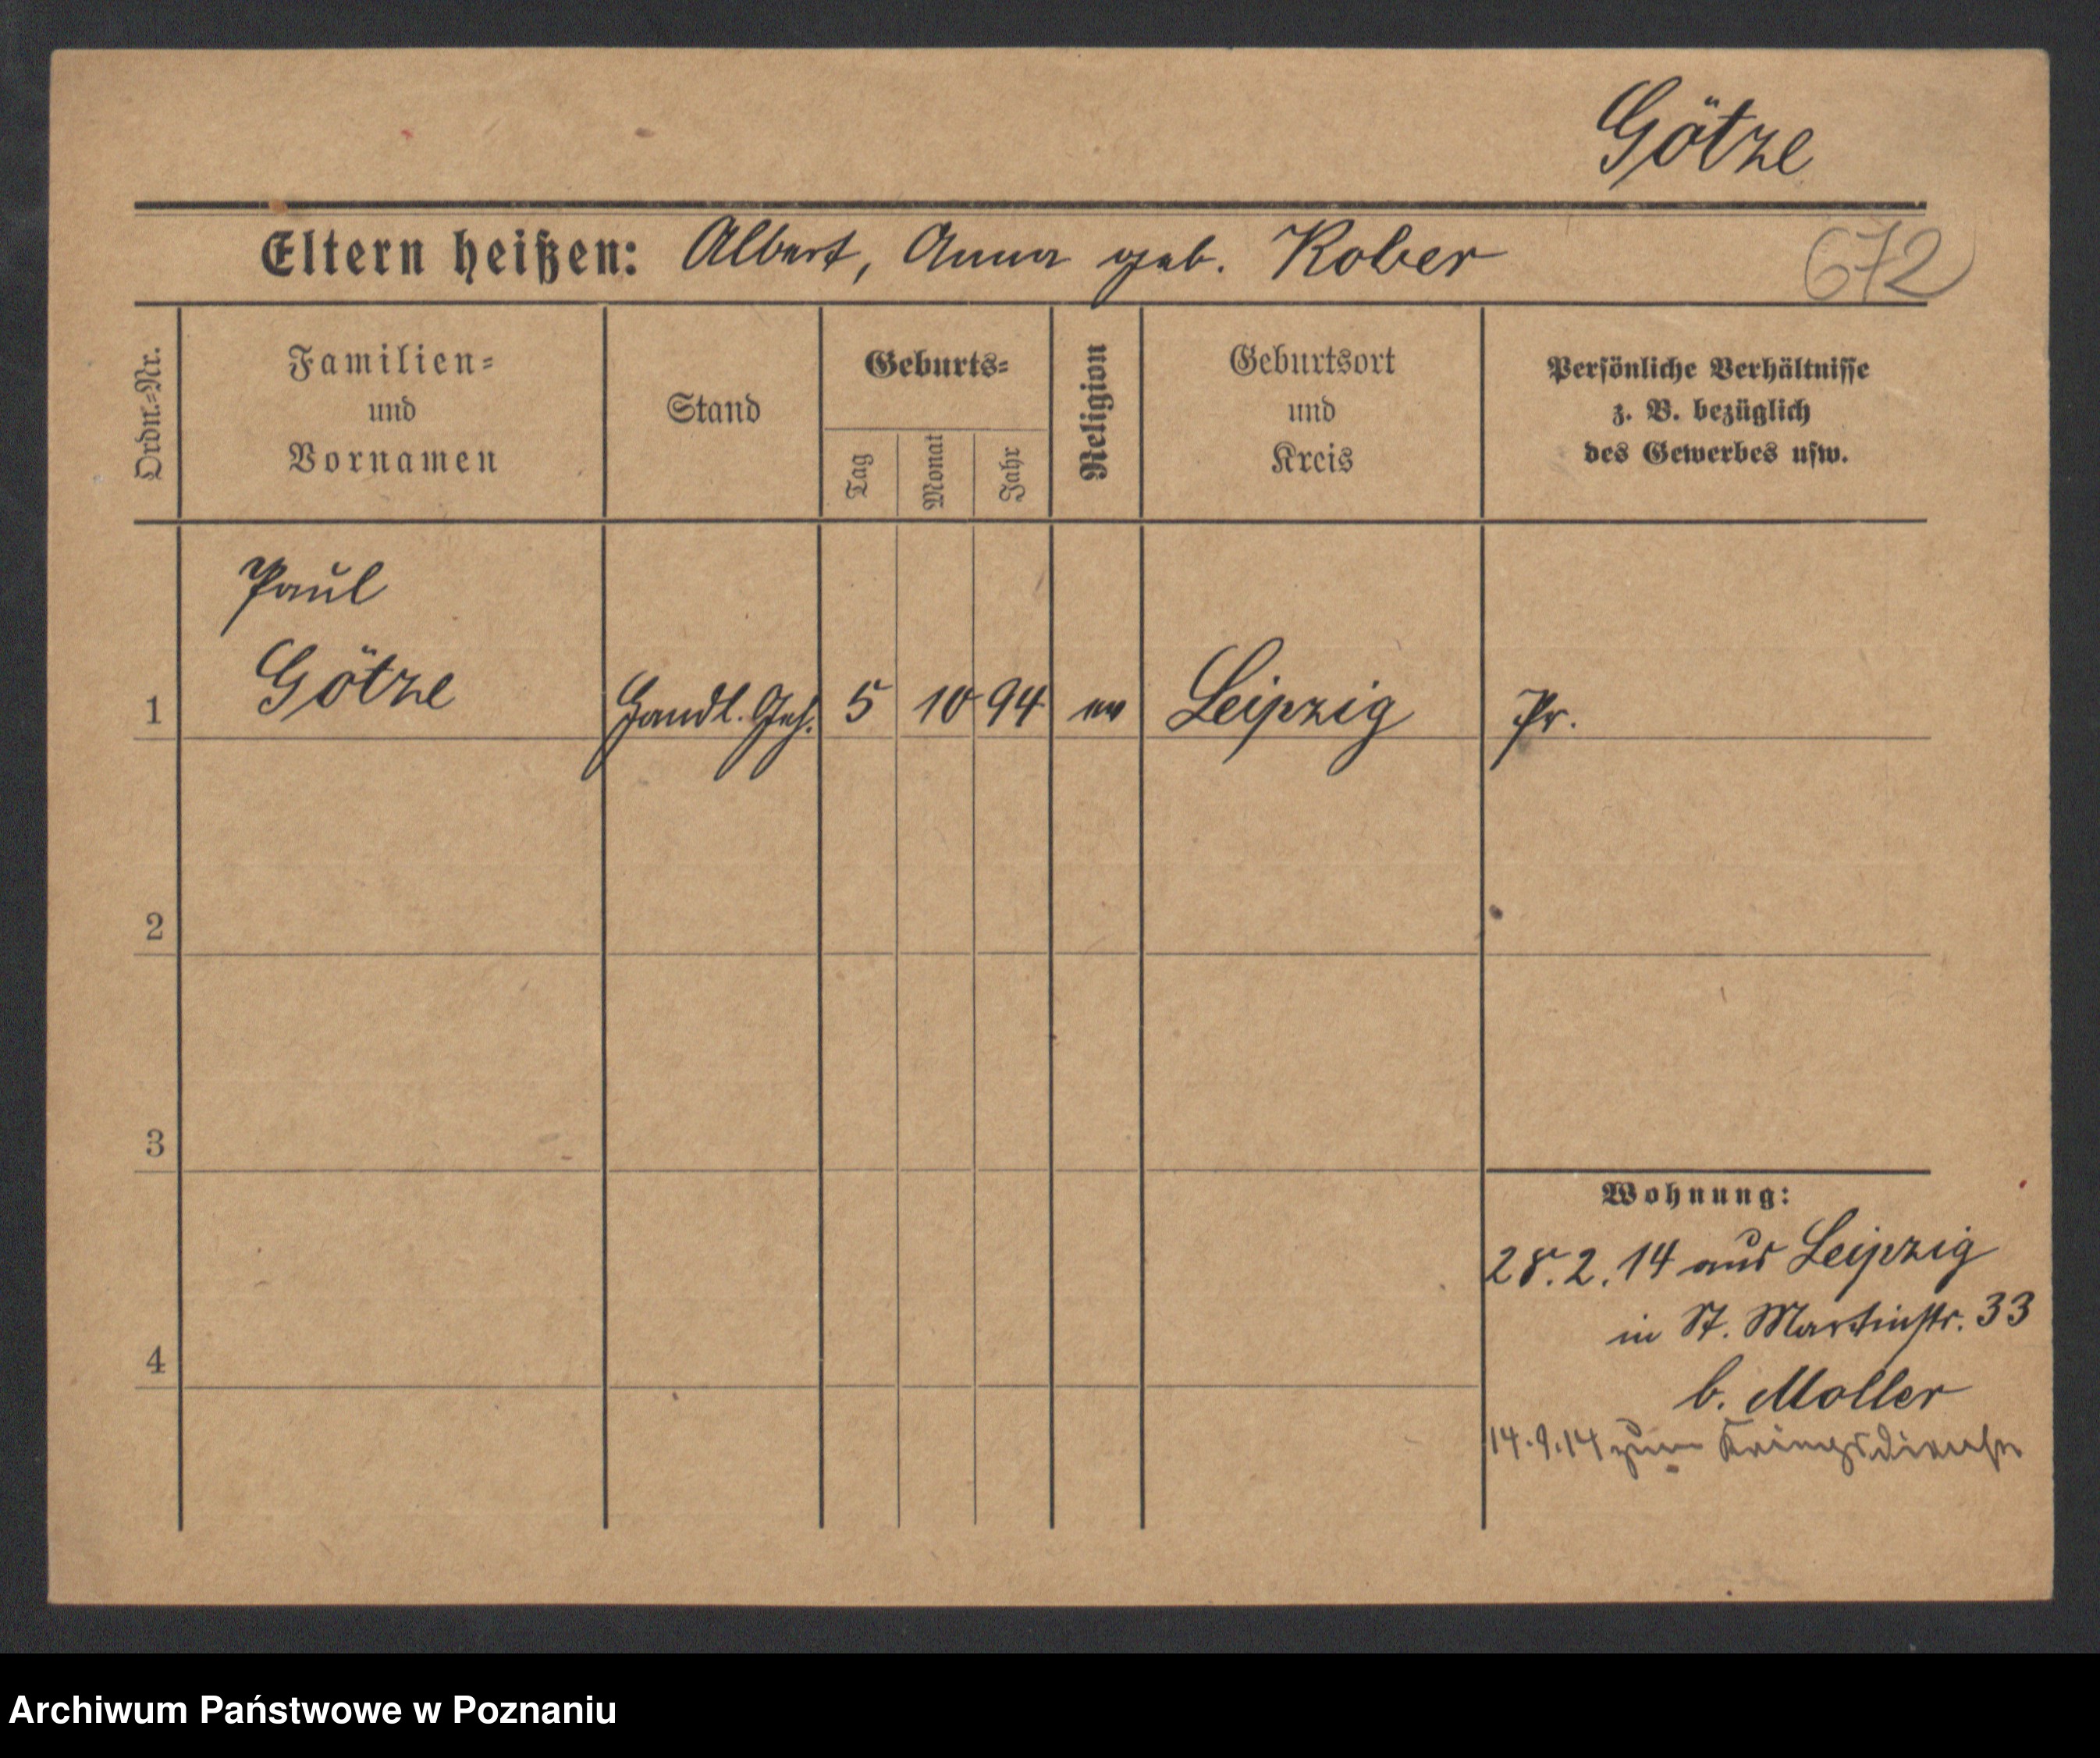 Götze
Eltern heißen: Albert, Anna geb. Kober
672
Ordn.-Nr.
Familien-
und
Vornamen
Stand
Geburts-
Tag
Monat
Jahr
Religion
Geburtsort
und
Kreis
Persönliche Verhältnisse
z. B. bezüglich
des Gewerbes usw.
Paul
Götze
1 Handl. Geh. 5 10 94 ev Leipzig Pr.
2
3
4
Wohnung:
28.2.14 aus Leipzig
in St. Martinstr. 33
b. Moller
14.9.14 zum Kriegsdienste
Archiwum Państwowe w Poznaniu